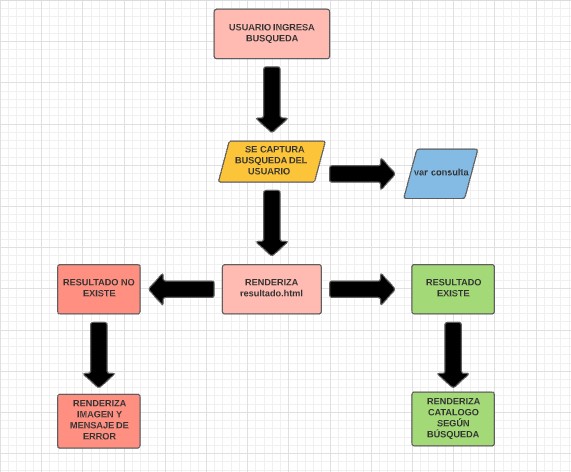 USUARIO INGRESA
BUSQUEDA
SE CAPTURA
BUSQUEDA DEL
USUARIO
var consulta
RESULTADO NO
EXISTE
RENDERIZA
resultado.html
RESULTADO
EXISTE
RENDERIZA
IMAGEN Y
MENSAJE DE
ERROR
RENDERIZA
CATALOGO
SEGÚN
BÚSQUEDA